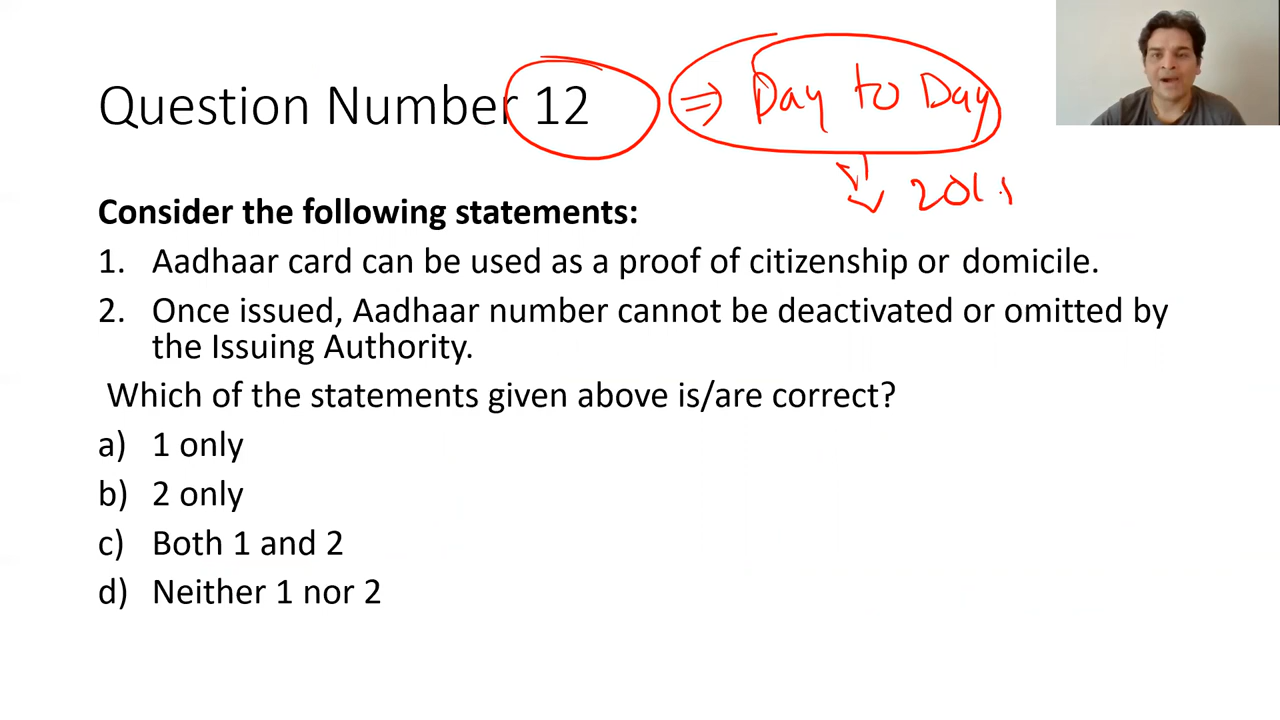 Question Number 12 ⇒ Day to Day
Consider the following statements:
1. Aadhaar card can be used as a proof of citizenship or domicile.
2. Once issued, Aadhaar number cannot be deactivated or omitted by
the Issuing Authority.
Which of the statements given above is/are correct?
a) 1 only
b) 2 only
c) Both 1 and 2
d) Neither 1 nor 2